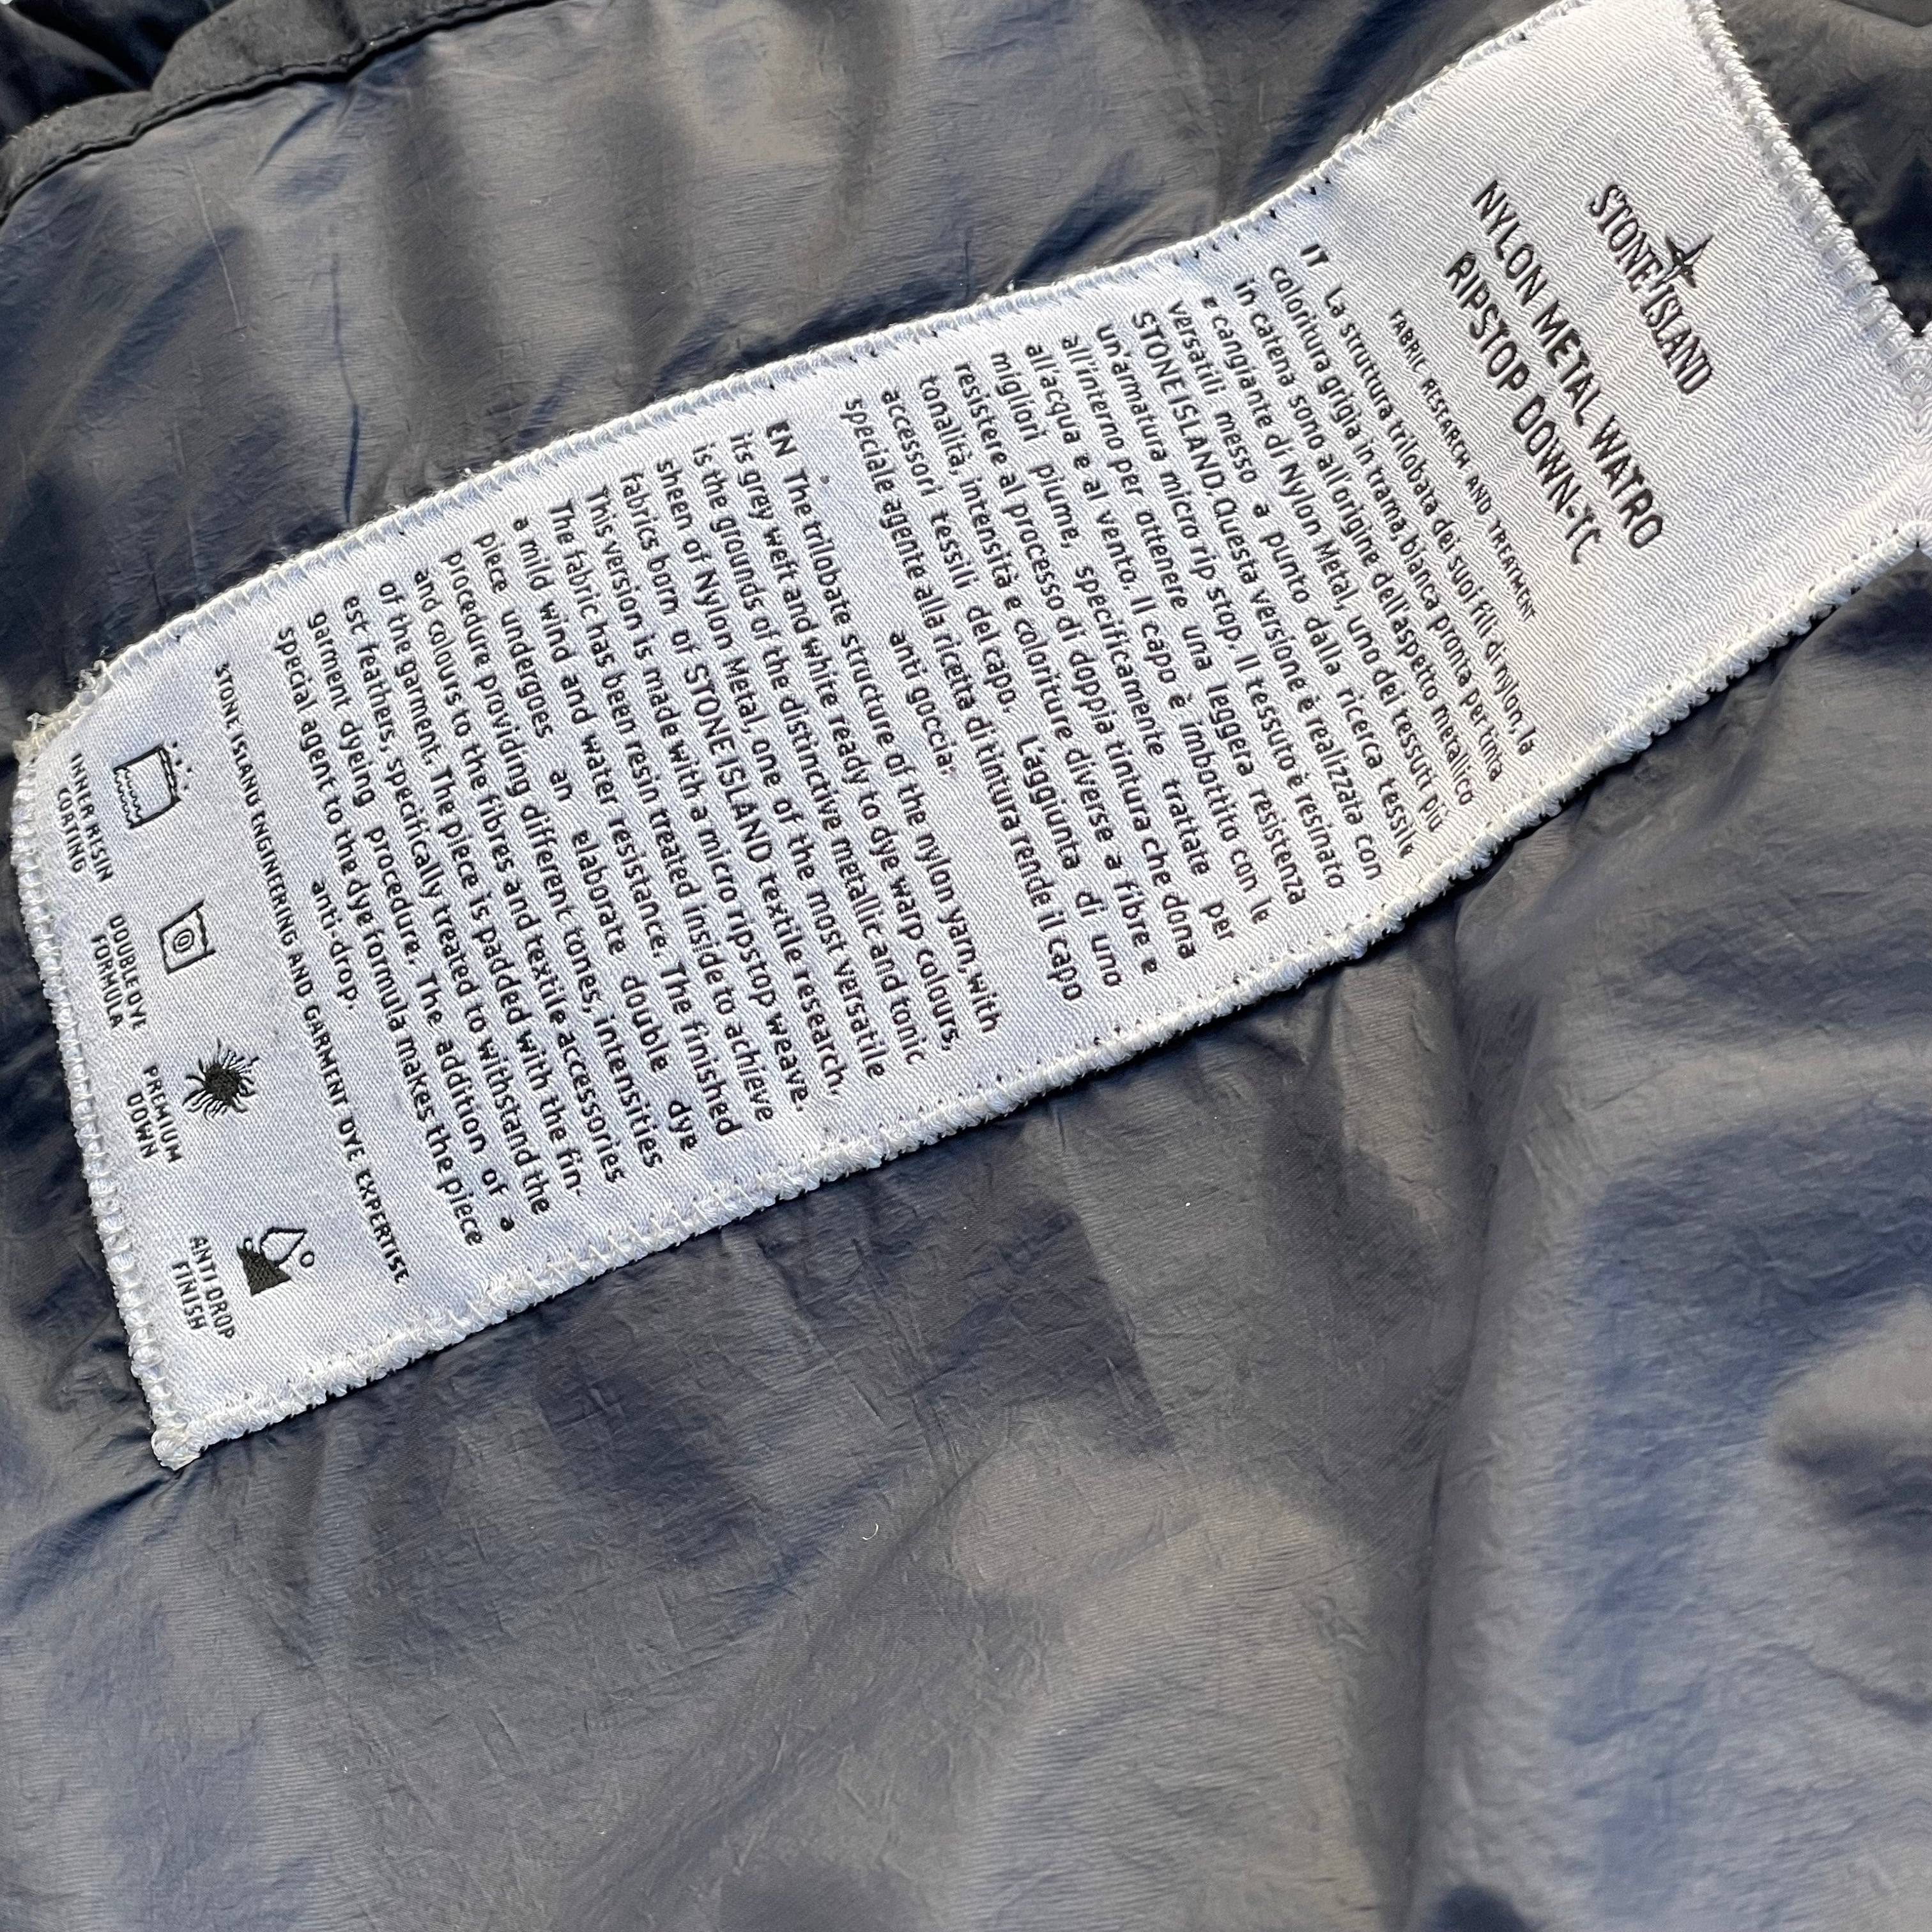 STONE ISLAND
NYLON METAL WATRO
RIPSTOP DOWN-TC
FABRIC RESEARCH AND TREATMENT
IT La struttura trilobata dei suoi fili di nylon, la
coloritura grigia in trama, bianca pronta per tinta
in catena sono all'origine dell'aspetto metallico
e cangiante di Nylon Metal, uno dei tessuti più
versatili messo a punto dalla ricerca tessile
STONE ISLAND. Questa versione è realizzata con
un'armatura micro rip stop. Il tessuto è resinato
all'interno per ottenere una leggera resistenza
all'acqua e al vento. Il capo è imbottito con le
migliori piume, specificamente trattate per
resistere al processo di doppia tintura che dona
tonalità, intensità e coloriture diverse a fibre e
accessori tessili del capo. L'aggiunta di uno
speciale agente alla ricetta di tintura rende il capo
anti goccia.
EN The trilobate structure of the nylon yarn, with
its grey weft and white ready to dye warp colours,
is the grounds of the distinctive metallic and tonic
sheen of Nylon Metal, one of the most versatile
fabrics born of STONE ISLAND textile research.
This version is made with a micro ripstop weave.
The fabric has been resin treated inside to achieve
a mild wind and water resistance. The finished
piece undergoes an elaborate double dye
procedure providing different tones, intensities
and colours to the fibres and textile accessories
of the garment. The piece is padded with the fin-
est feathers, specifically treated to withstand the
garment dyeing procedure. The addition of a
special agent to the dye formula makes the piece
anti-drop.
STONE ISLAND ENGINEERING AND GARMENT DYE EXPERTISE
INNER RESIN
COATING
DOUBLE DYE
FORMULA
PREMIUM
DOWN
ANTI DROP
FINISH